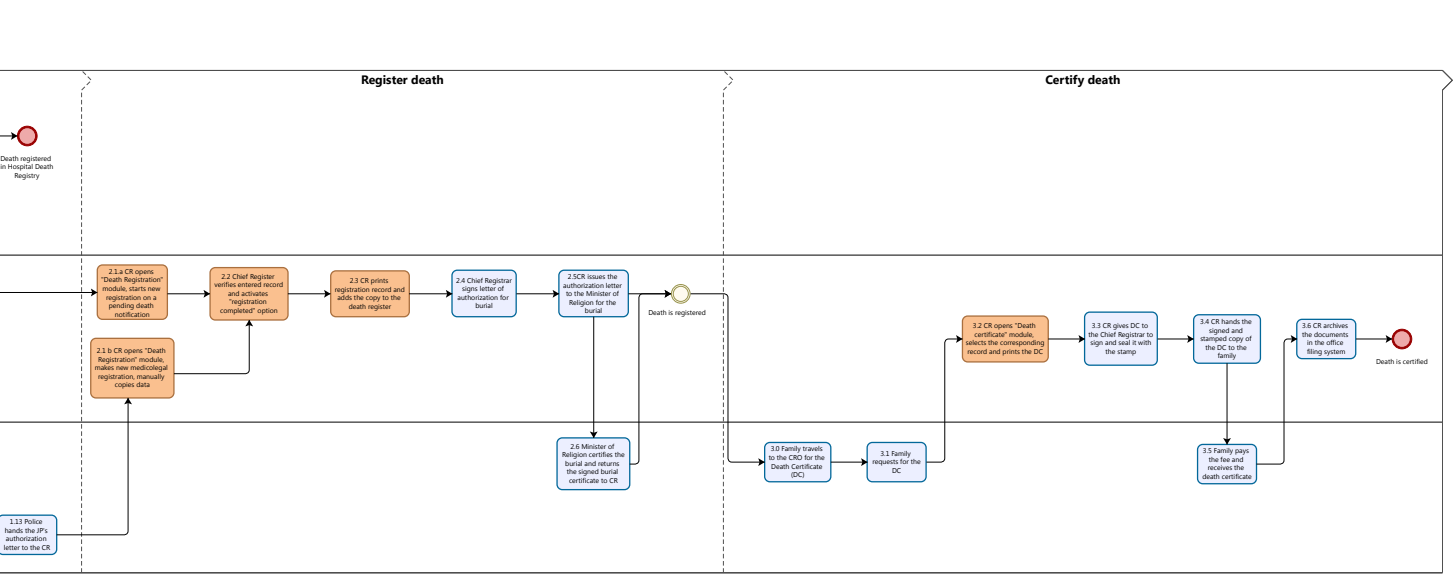 Register death
Certify death
Death registered
in Hospital Death
Registry
2.1.a CR opens
"Death Registration"
module, starts new
registration on a
pending death
notification
2.2 Chief Register
verifies entered record
and activates
"registration
completed" option
2.3 CR prints
registration record and
adds the copy to the
death register
2.4 Chief Registrar
signs letter of
authorization for
burial
2.5CR issues the
authorization letter
to the Minister of
Religion for the
burial
Death is registered
2.1 b CR opens "Death
Registration" module,
makes new medicolegal
registration, manually
copies data
3.2 CR opens "Death
certificate" module,
selects the corresponding
record and prints the DC
3.3 CR gives DC to
the Chief Registrar to
sign and seal it with
the stamp
3.4 CR hands the
signed and
stamped copy of
the DC to the
family
3.6 CR archives
the documents
in the office
filing system
Death is certified
2.6 Minister of
Religion certifies the
burial and returns
the signed burial
certificate to CR
3.0 Family travels
to the CRO for the
Death Certificate
(DC)
3.1 Family
requests for the
DC
3.5 Family pays
the fee and
receives the
death certificate
1.13 Police
hands the JP's
authorization
letter to the CR